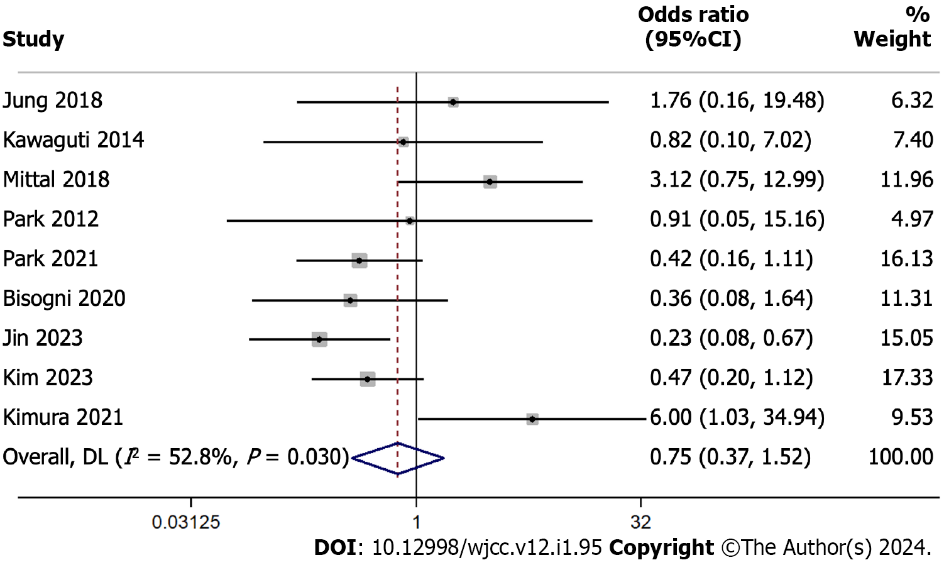 Study Odds ratio (95%CI) % Weight
Jung 2018 1.76 (0.16, 19.48) 6.32
Kawaguti 2014 0.82 (0.10, 7.02) 7.40
Mittal 2018 3.12 (0.75, 12.99) 11.96
Park 2012 0.91 (0.05, 15.16) 4.97
Park 2021 0.42 (0.16, 1.11) 16.13
Bisogni 2020 0.36 (0.08, 1.64) 11.31
Jin 2023 0.23 (0.08, 0.67) 15.05
Kim 2023 0.47 (0.20, 1.12) 17.33
Kimura 2021 6.00 (1.03, 34.94) 9.53
Overall, DL (I² = 52.8%, P = 0.030) 0.75 (0.37, 1.52) 100.00
0.03125 1 32
DOI: 10.12998/wjcc.v12.i1.95 Copyright ©The Author(s) 2024.